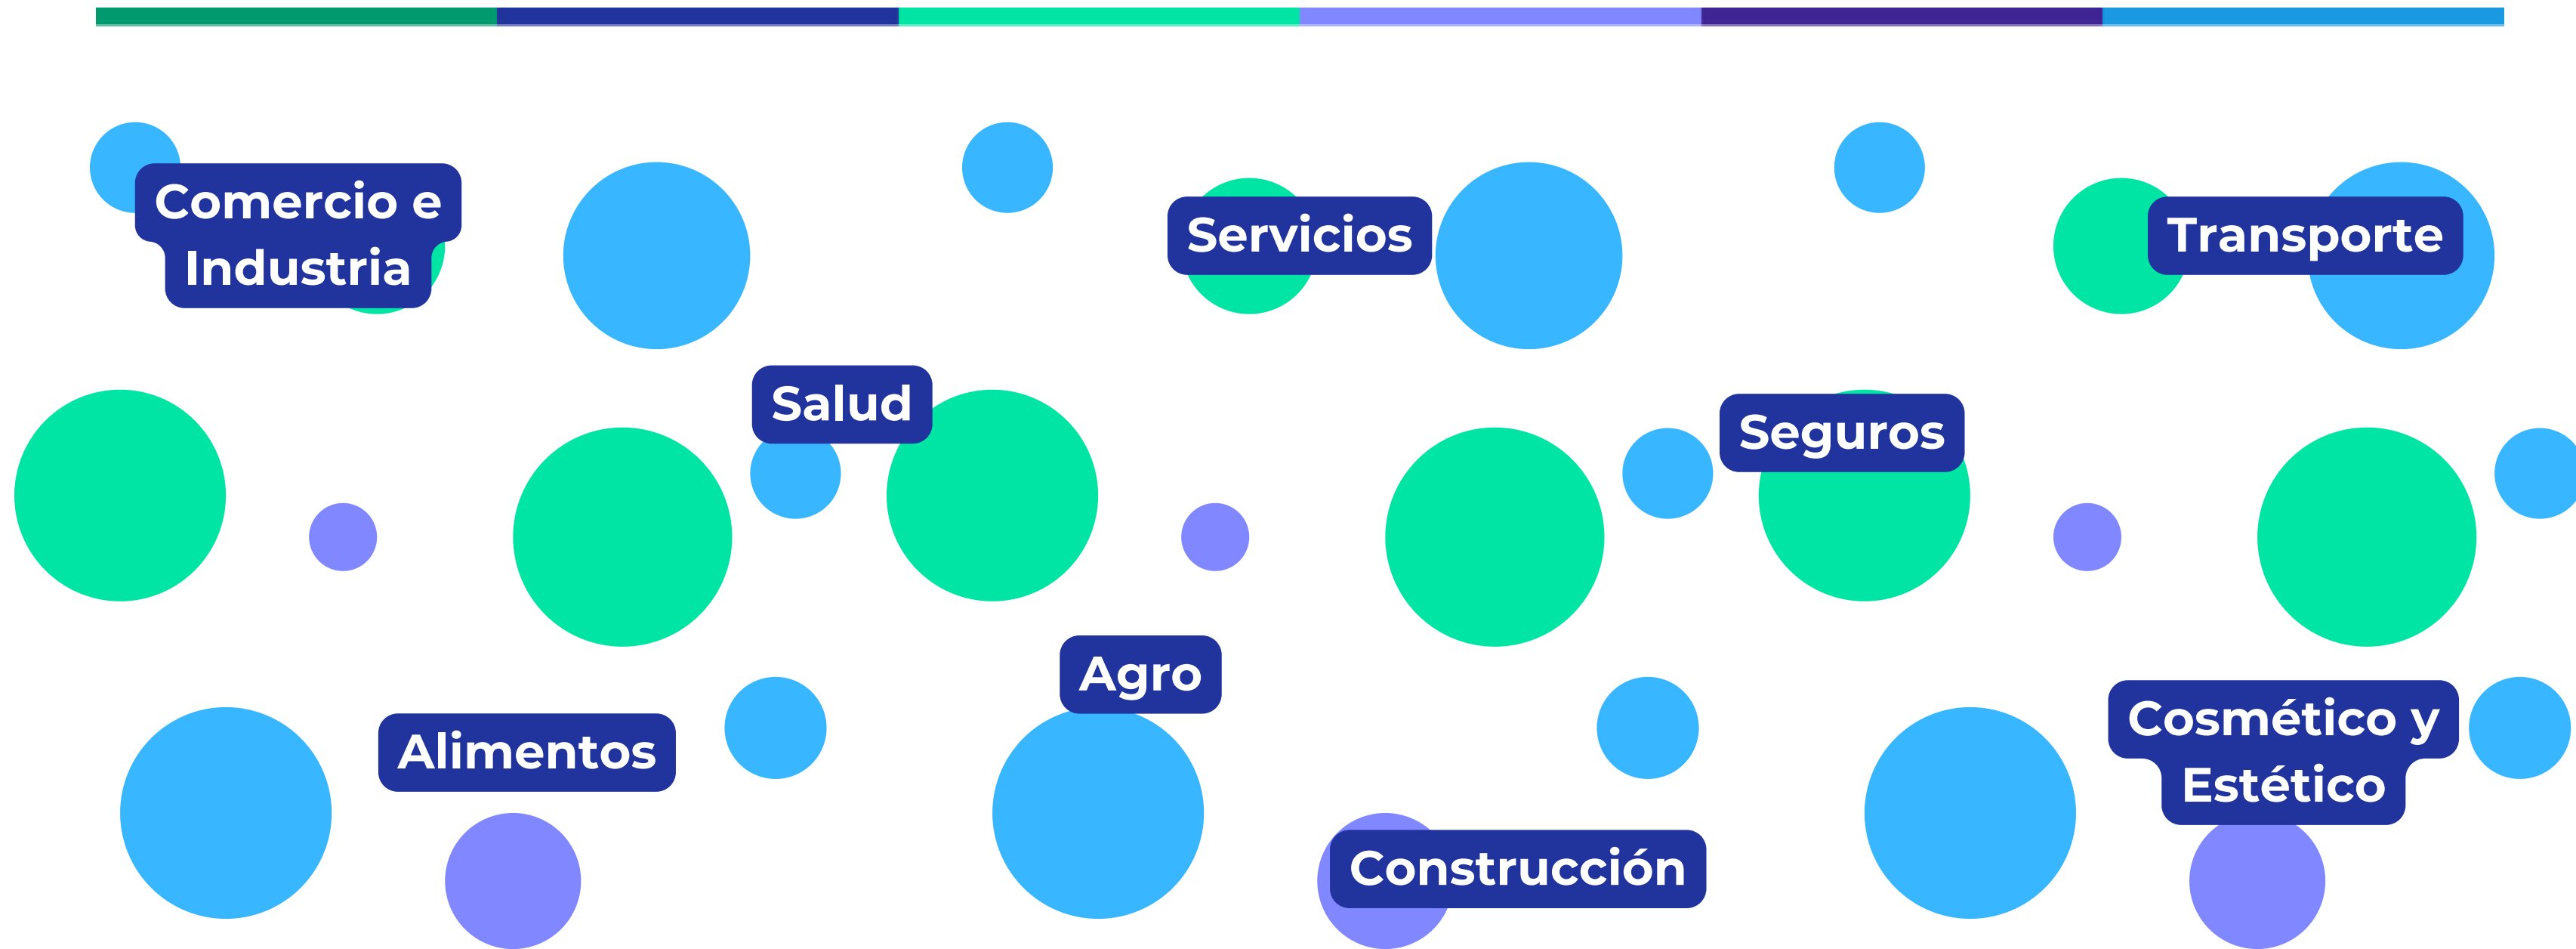 Comercio e
Industria
Servicios
Transporte
Salud
Seguros
Agro
Alimentos
Cosmético y
Estético
Construcción